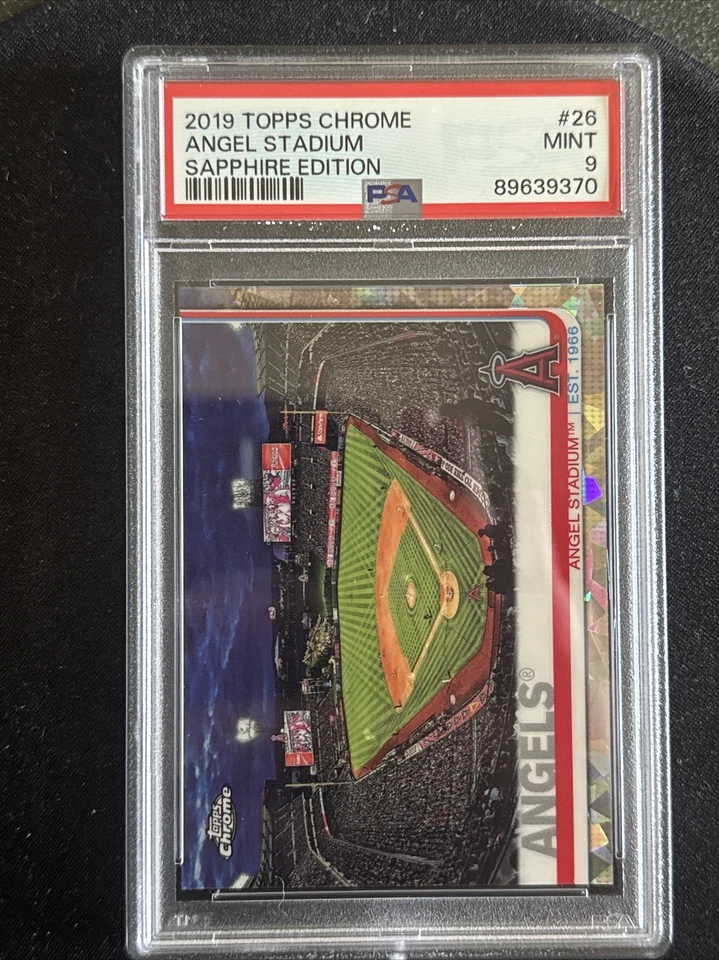 2019 TOPPS CHROME #26
ANGEL STADIUM MINT
SAPPHIRE EDITION 9
PSA 89639370
A
ANGEL STADIUM™ | EST. 1966
ANGELS®
TOPPS
chrome
PSA